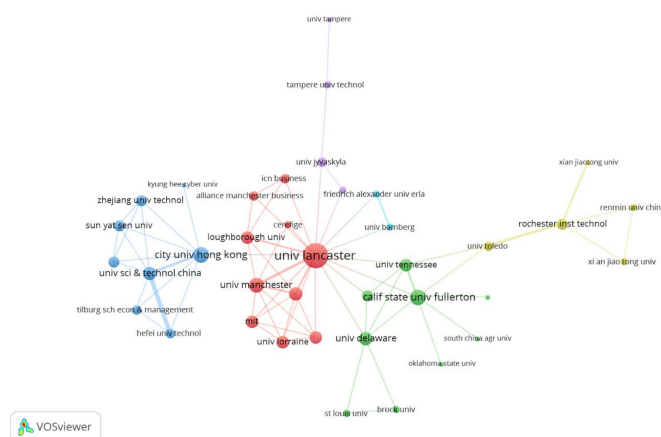 univ tampere
tampere univ technol
univ jyvaskyla
xian jiaotong univ
kyung hee cyber univ
icn business
friedrich alexander univ erla
alliance manchester business
zhejiang univ technol
renmin univ chin
sun yat sen univ
cerefige
univ bamberg
rochester inst technol
loughborough univ
univ toledo
city univ hong kong
univ lancaster
xi an jiao tong univ
univ tennessee
univ sci & technol china
univ manchester
calif state univ fullerton
tilburg sch econ & management
mit
hefei univ technol
univ lorraine
univ delaware
south china agr univ
oklahoma state univ
st louis univ
brock univ
VOSviewer